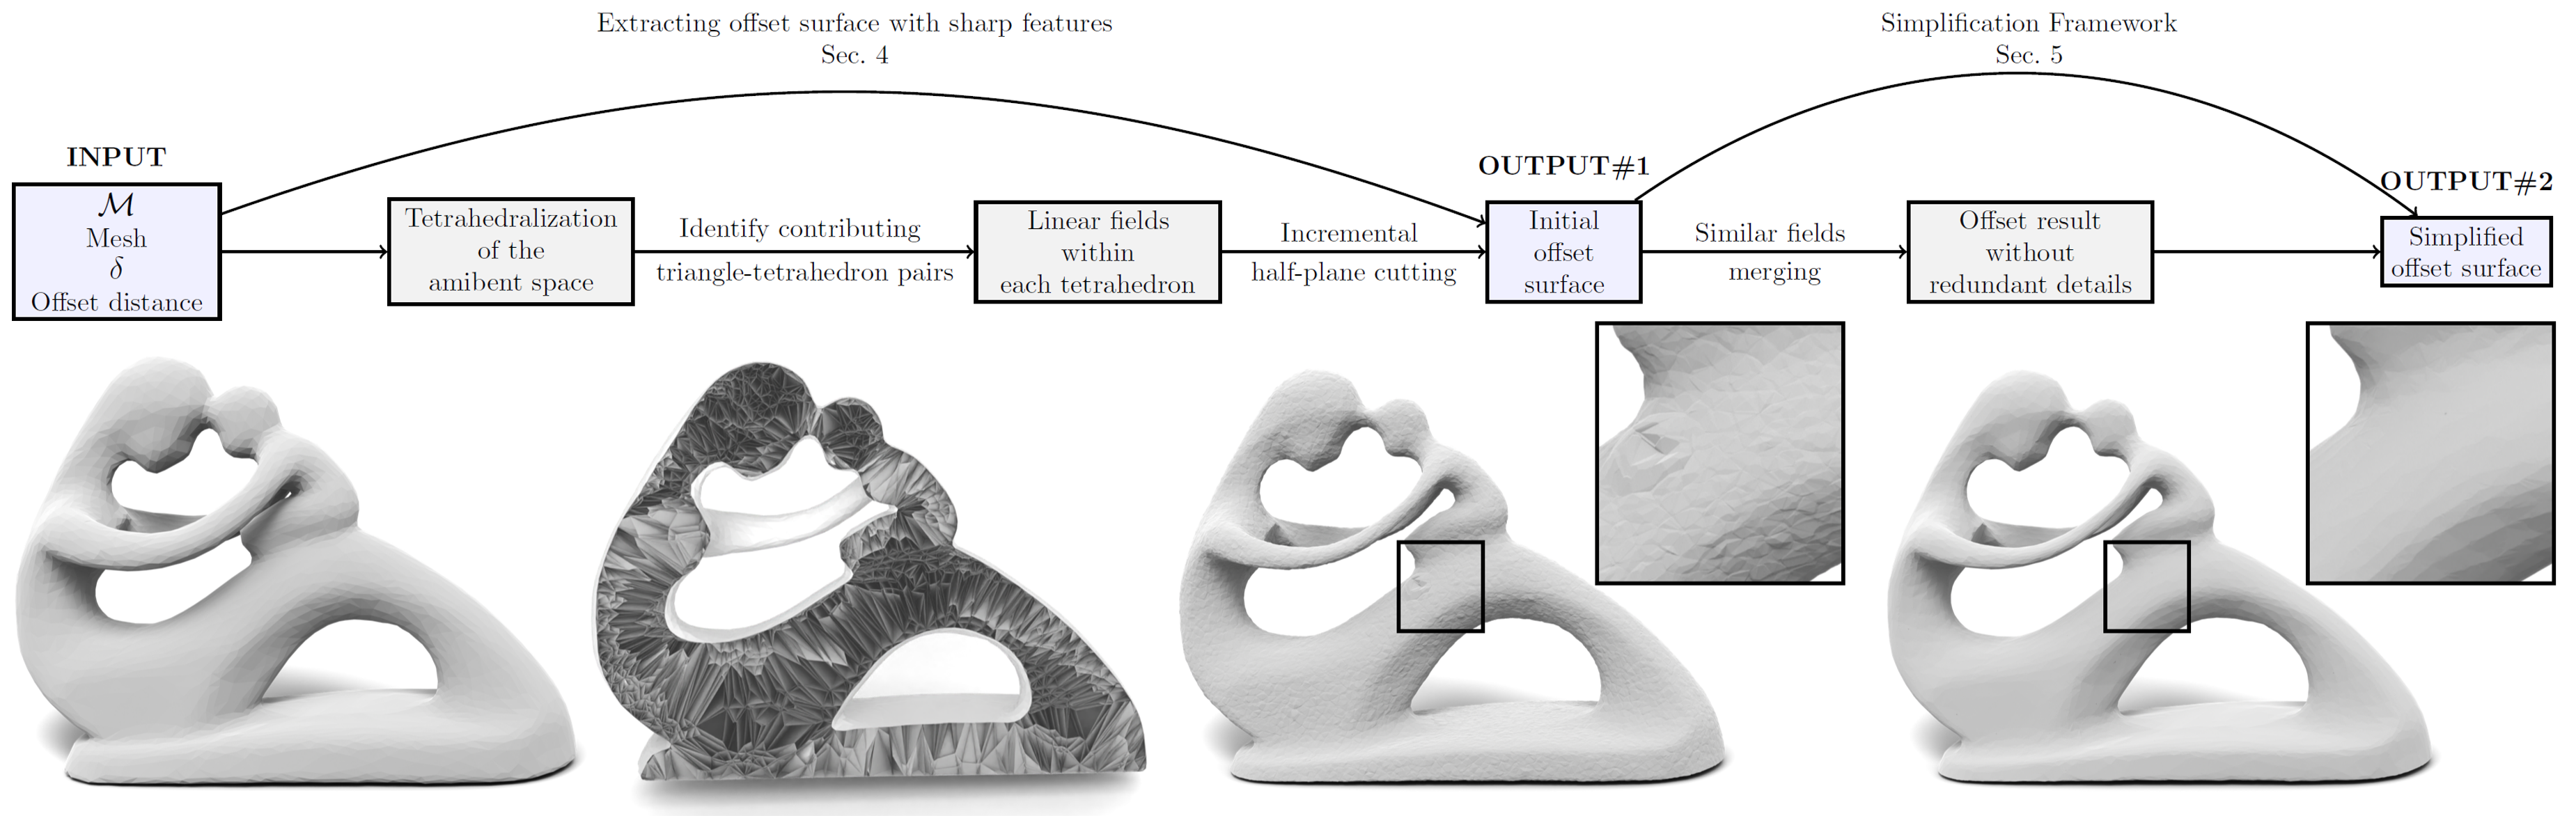 Extracting offset surface with sharp features
Sec. 4
Simplification Framework
Sec. 5
INPUT
ℳ
Mesh
δ
Offset distance
Tetrahedralization
of the
amibent space
Identify contributing
triangle-tetrahedron pairs
Linear fields
within
each tetrahedron
Incremental
half-plane cutting
OUTPUT#1
Initial
offset
surface
Similar fields
merging
Offset result
without
redundant details
OUTPUT#2
Simplified
offset surface